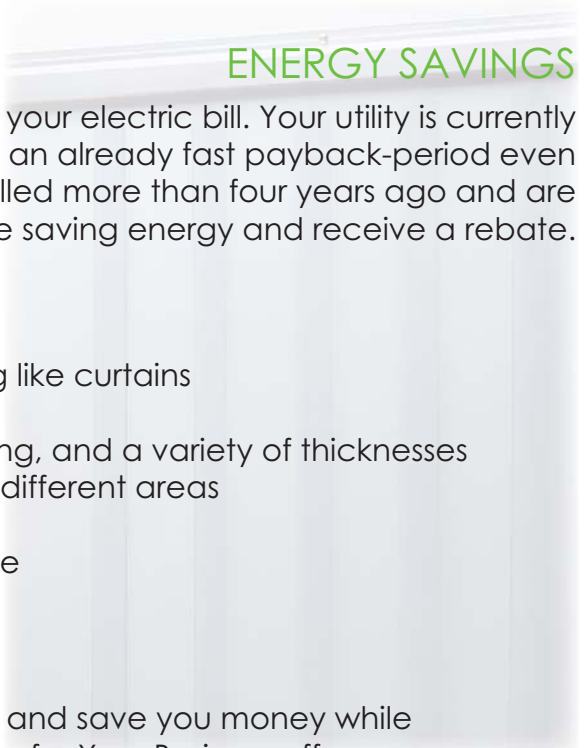 ENERGY SAVINGS
your electric bill. Your utility is currently
an already fast payback-period even
lled more than four years ago and are
e saving energy and receive a rebate.
g like curtains
ng, and a variety of thicknesses
different areas
e
and save you money while